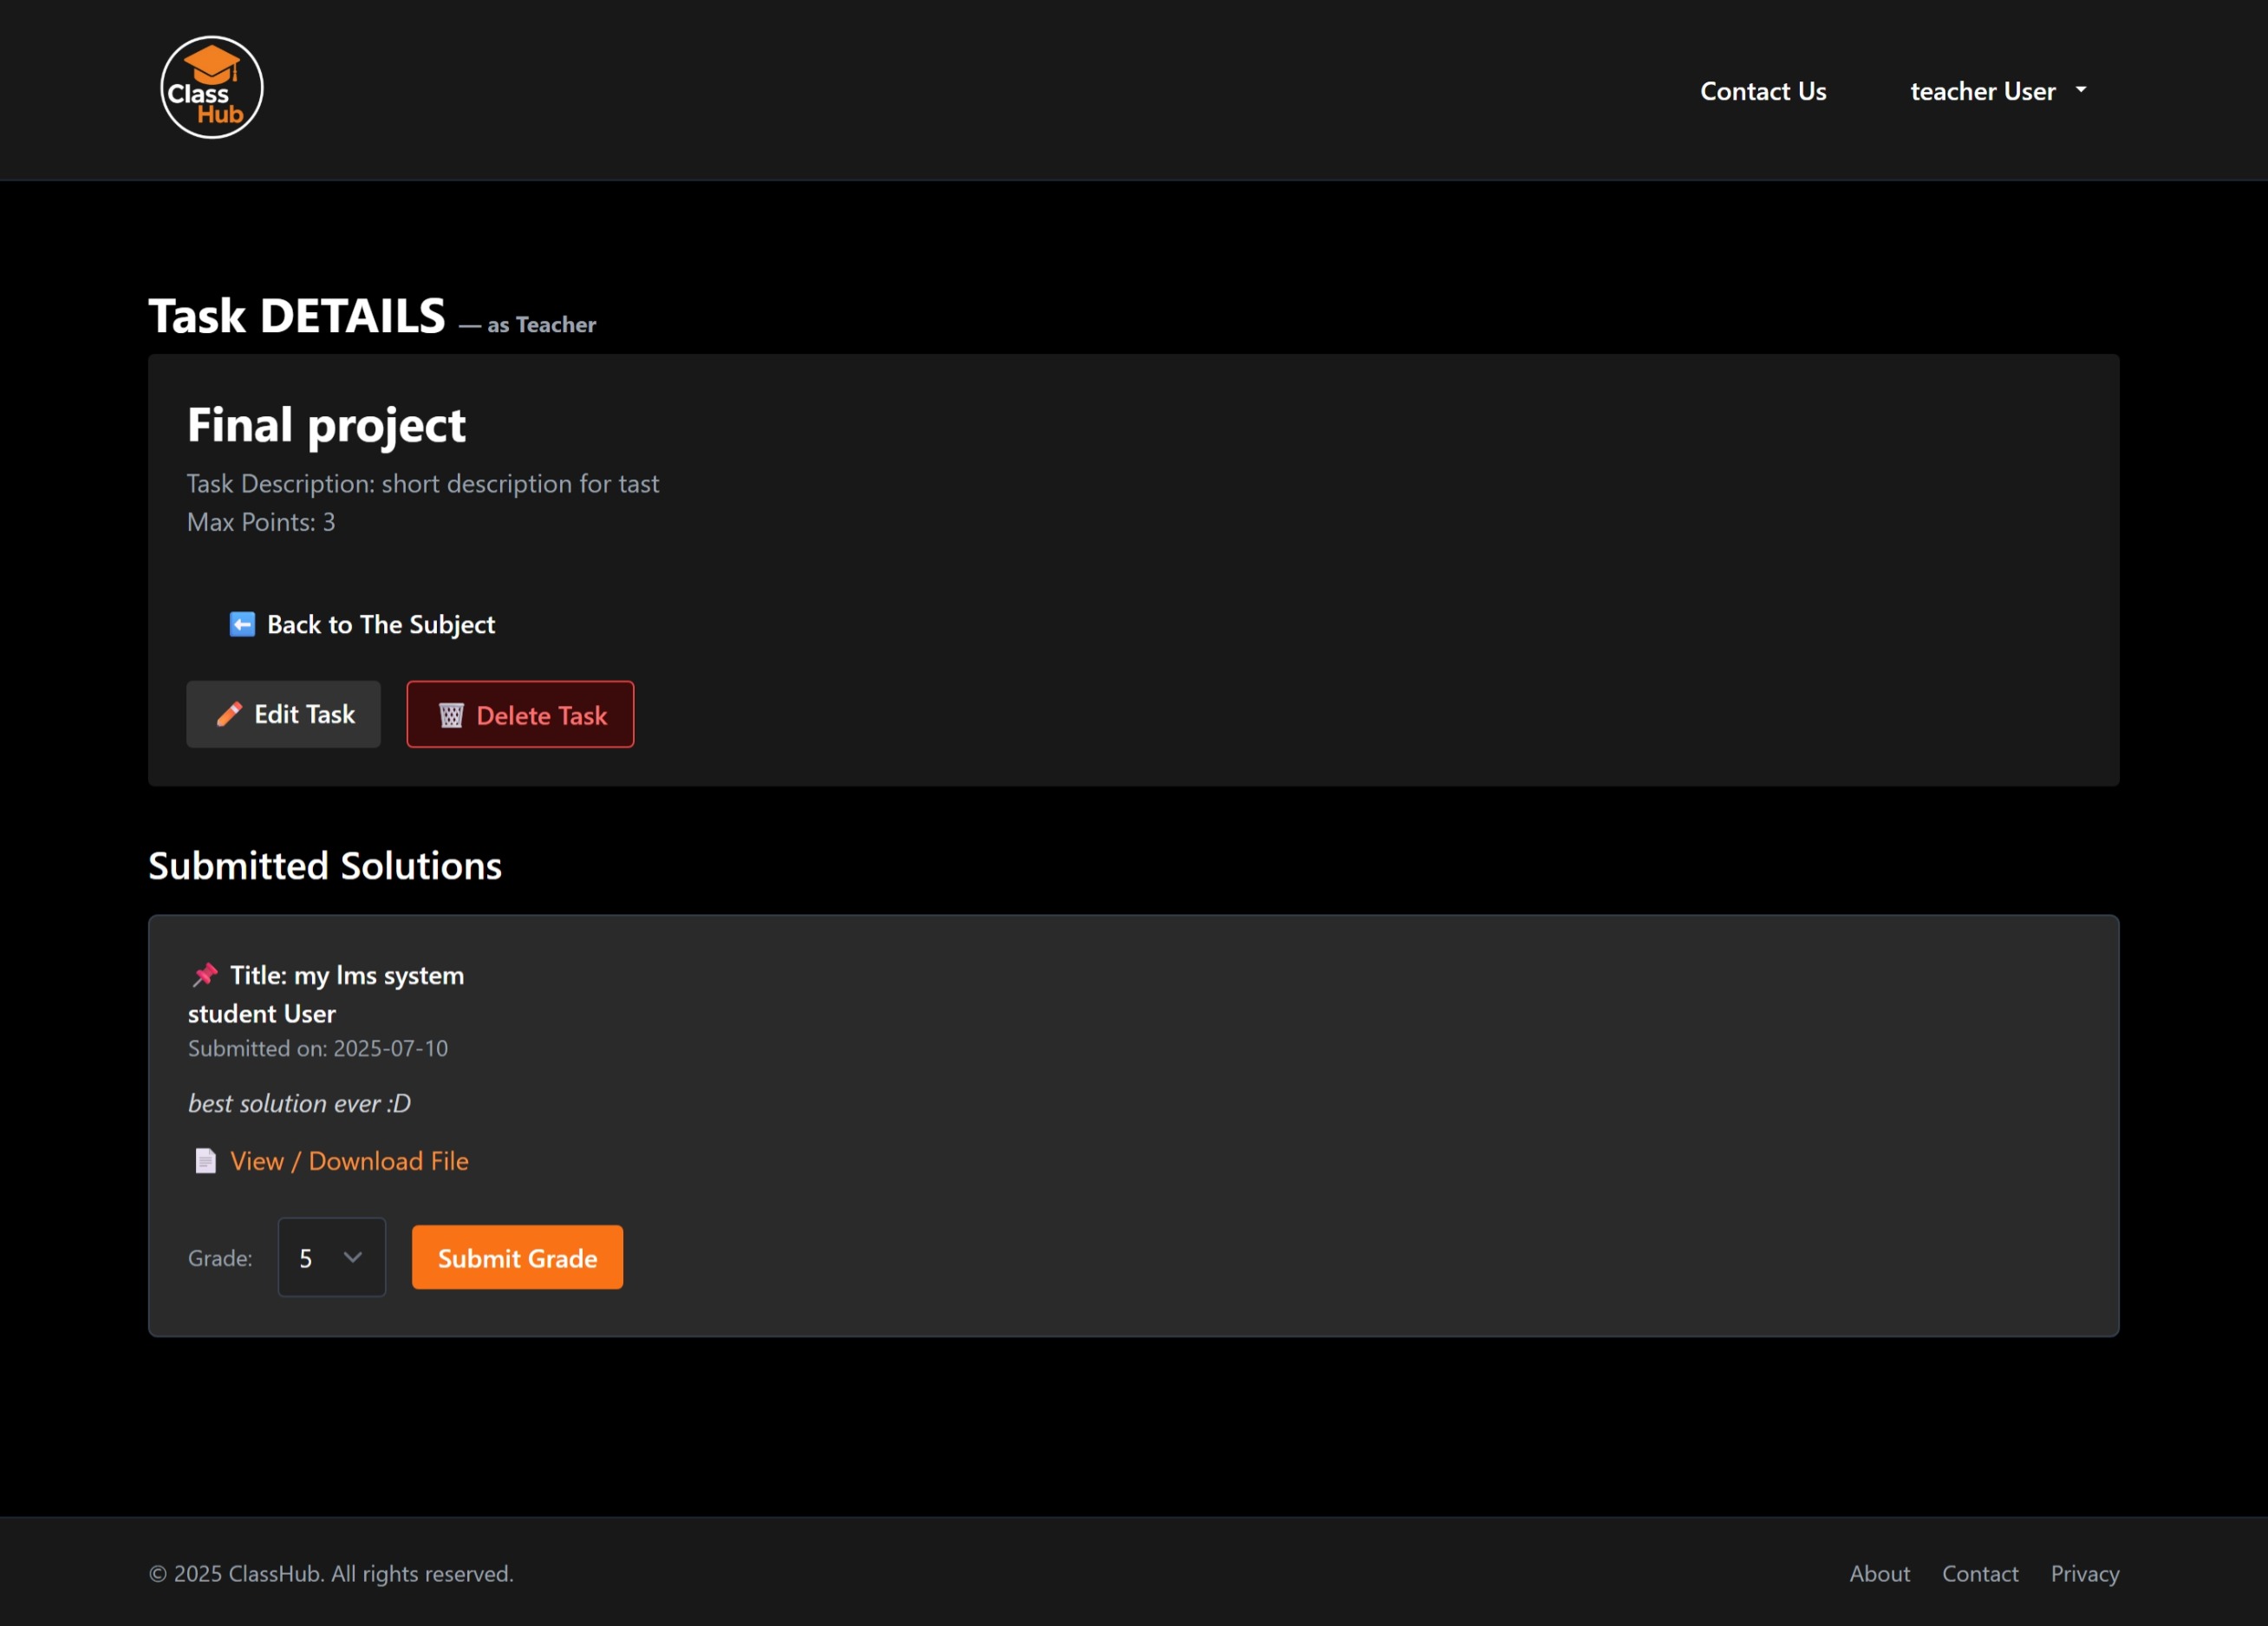 Class
Hub
Contact Us
teacher User
Task DETAILS — as Teacher
Final project
Task Description: short description for tast
Max Points: 3
Back to The Subject
Edit Task
Delete Task
Submitted Solutions
Title: my lms system
student User
Submitted on: 2025-07-10
best solution ever :D
View / Download File
Grade:
5
Submit Grade
© 2025 ClassHub. All rights reserved.
About
Contact
Privacy